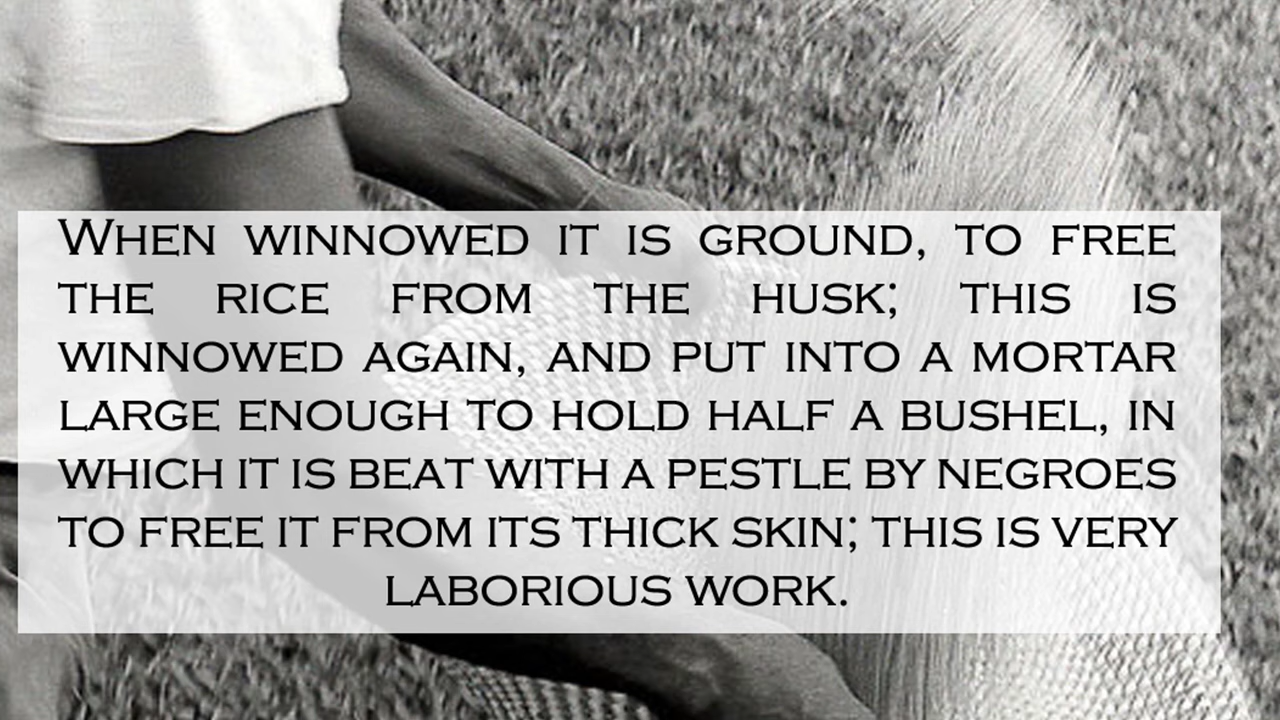 When winnowed it is ground, to free
the rice from the husk; this is
winnowed again, and put into a mortar
large enough to hold half a bushel, in
which it is beat with a pestle by negroes
to free it from its thick skin; this is very
laborious work.